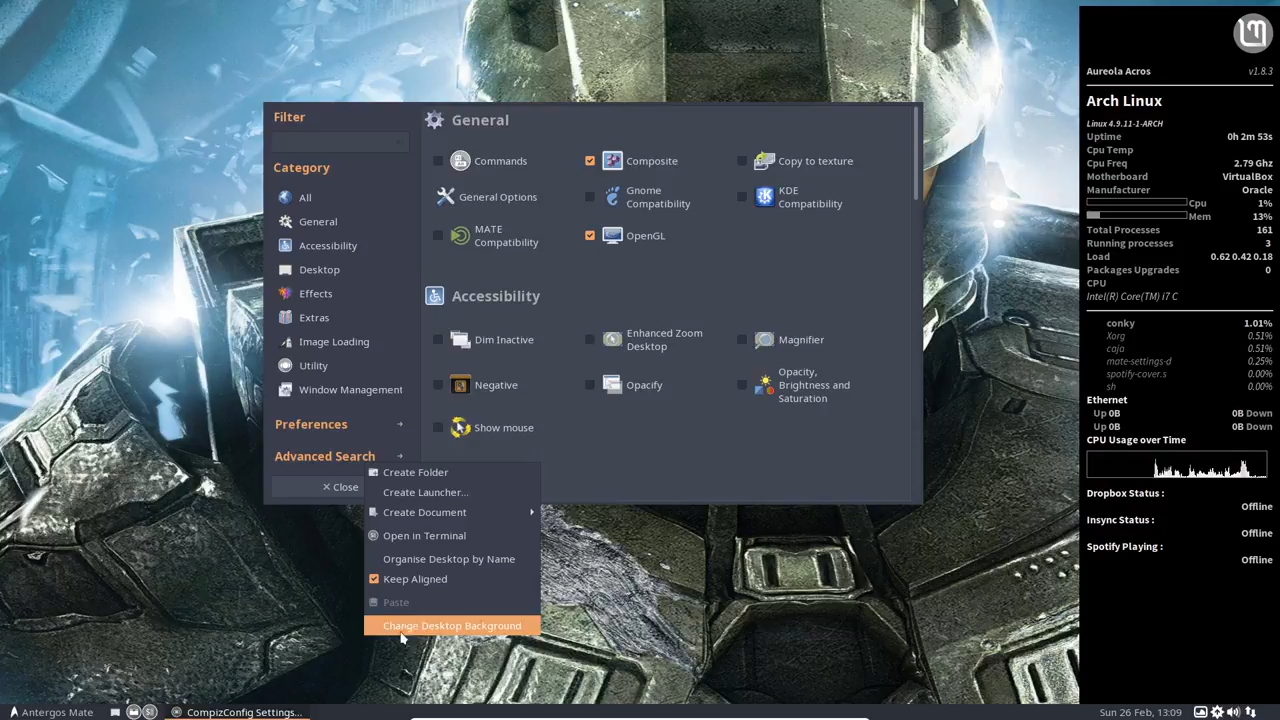 Filter
Category
All
General
Accessibility
Desktop
Effects
Extras
Image Loading
Utility
Window Management
Preferences
Advanced Search
Close
General
Commands
Composite
Copy to texture
General Options
Gnome
Compatibility
KDE
Compatibility
MATE
Compatibility
OpenGL
Accessibility
Dim Inactive
Enhanced Zoom
Desktop
Magnifier
Negative
Opacify
Opacity,
Brightness and
Saturation
Show mouse
Create Folder
Create Launcher...
Create Document
Open in Terminal
Organise Desktop by Name
Keep Aligned
Paste
Change Desktop Background
Aureola Acros v1.8.3
Arch Linux
Linux 4.9.11-1-ARCH
Uptime 0h 2m 53s
Cpu Temp
Cpu Freq 2.79 Ghz
Motherboard VirtualBox
Manufacturer Oracle
Cpu 1%
Mem 13%
Total Processes 161
Running processes 3
Load 0.62 0.42 0.18
Packages Upgrades 0
CPU
Intel(R) Core(TM) i7 C
conky 1.01%
Xorg 0.51%
caja 0.51%
mate-settings-d 0.25%
spotify-cover.s 0.00%
sh 0.00%
Ethernet
Up 0B 0B Down
Up 0B 0B Down
CPU Usage over Time
Dropbox Status :
Offline
Insync Status :
Offline
Spotify Playing :
Offline
Antergos Mate
CompizConfig Settings...
Sun 26 Feb, 13:09